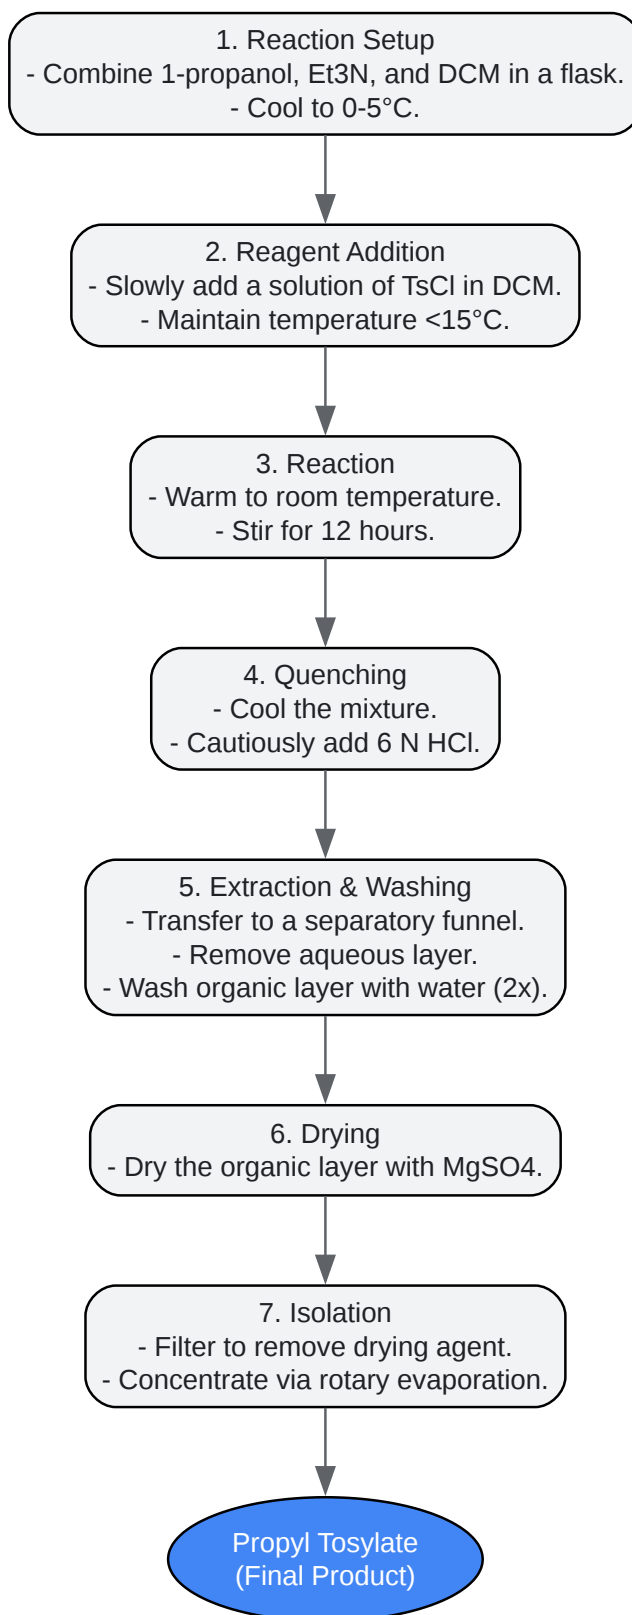 1. Reaction Setup
- Combine 1-propanol, Et3N, and DCM in a flask.
- Cool to 0-5°C.
2. Reagent Addition
- Slowly add a solution of TsCl in DCM.
- Maintain temperature <15°C.
3. Reaction
- Warm to room temperature.
- Stir for 12 hours.
4. Quenching
- Cool the mixture.
- Cautiously add 6 N HCl.
5. Extraction & Washing
- Transfer to a separatory funnel.
- Remove aqueous layer.
- Wash organic layer with water (2x).
6. Drying
- Dry the organic layer with MgSO4.
7. Isolation
- Filter to remove drying agent.
- Concentrate via rotary evaporation.
Propyl Tosylate
(Final Product)